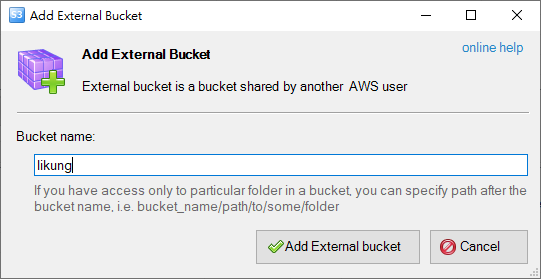 S3 Add External Bucket
Add External Bucket
online help
External bucket is a bucket shared by another AWS user
Bucket name:
likung
If you have access only to particular folder in a bucket, you can specify path after the
bucket name, i.e. bucket_name/path/to/some/folder
Add External bucket
Cancel